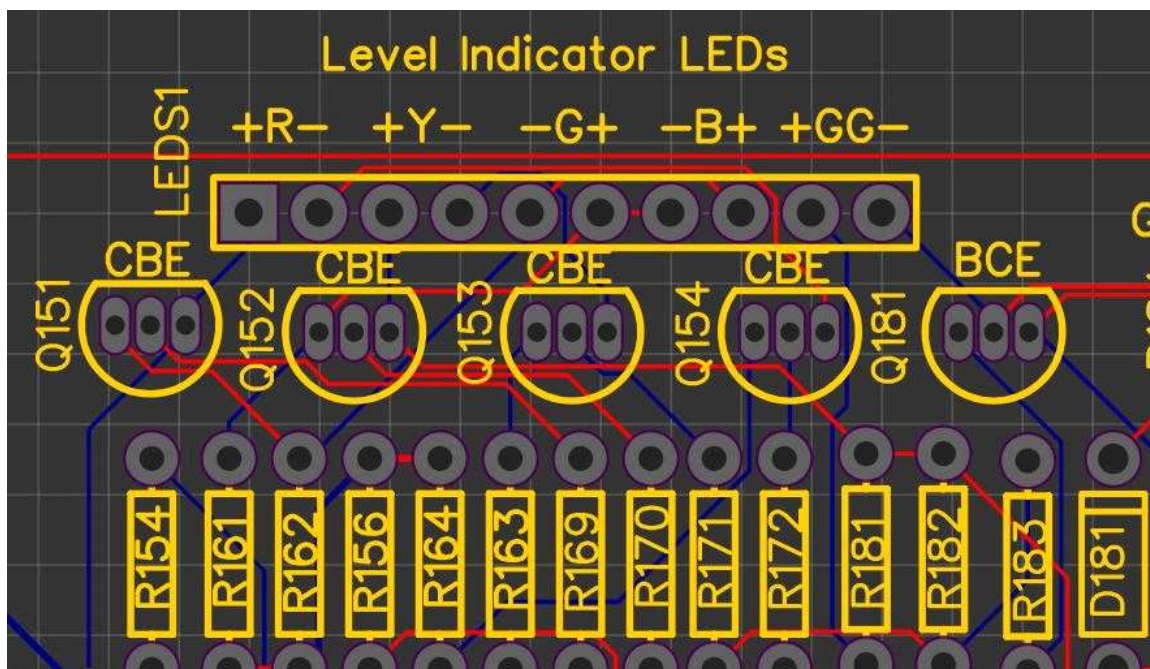 Level Indicator LEDs
LEDS1
+R- +Y- -G+ -B+ +GG-
G
CBE CBE CBE CBE BCE
Q151 Q152 Q153 Q154 Q181
R154 R161 R162 R156 R164 R163 R169 R170 R171 R172 R181 R182 R183 D181